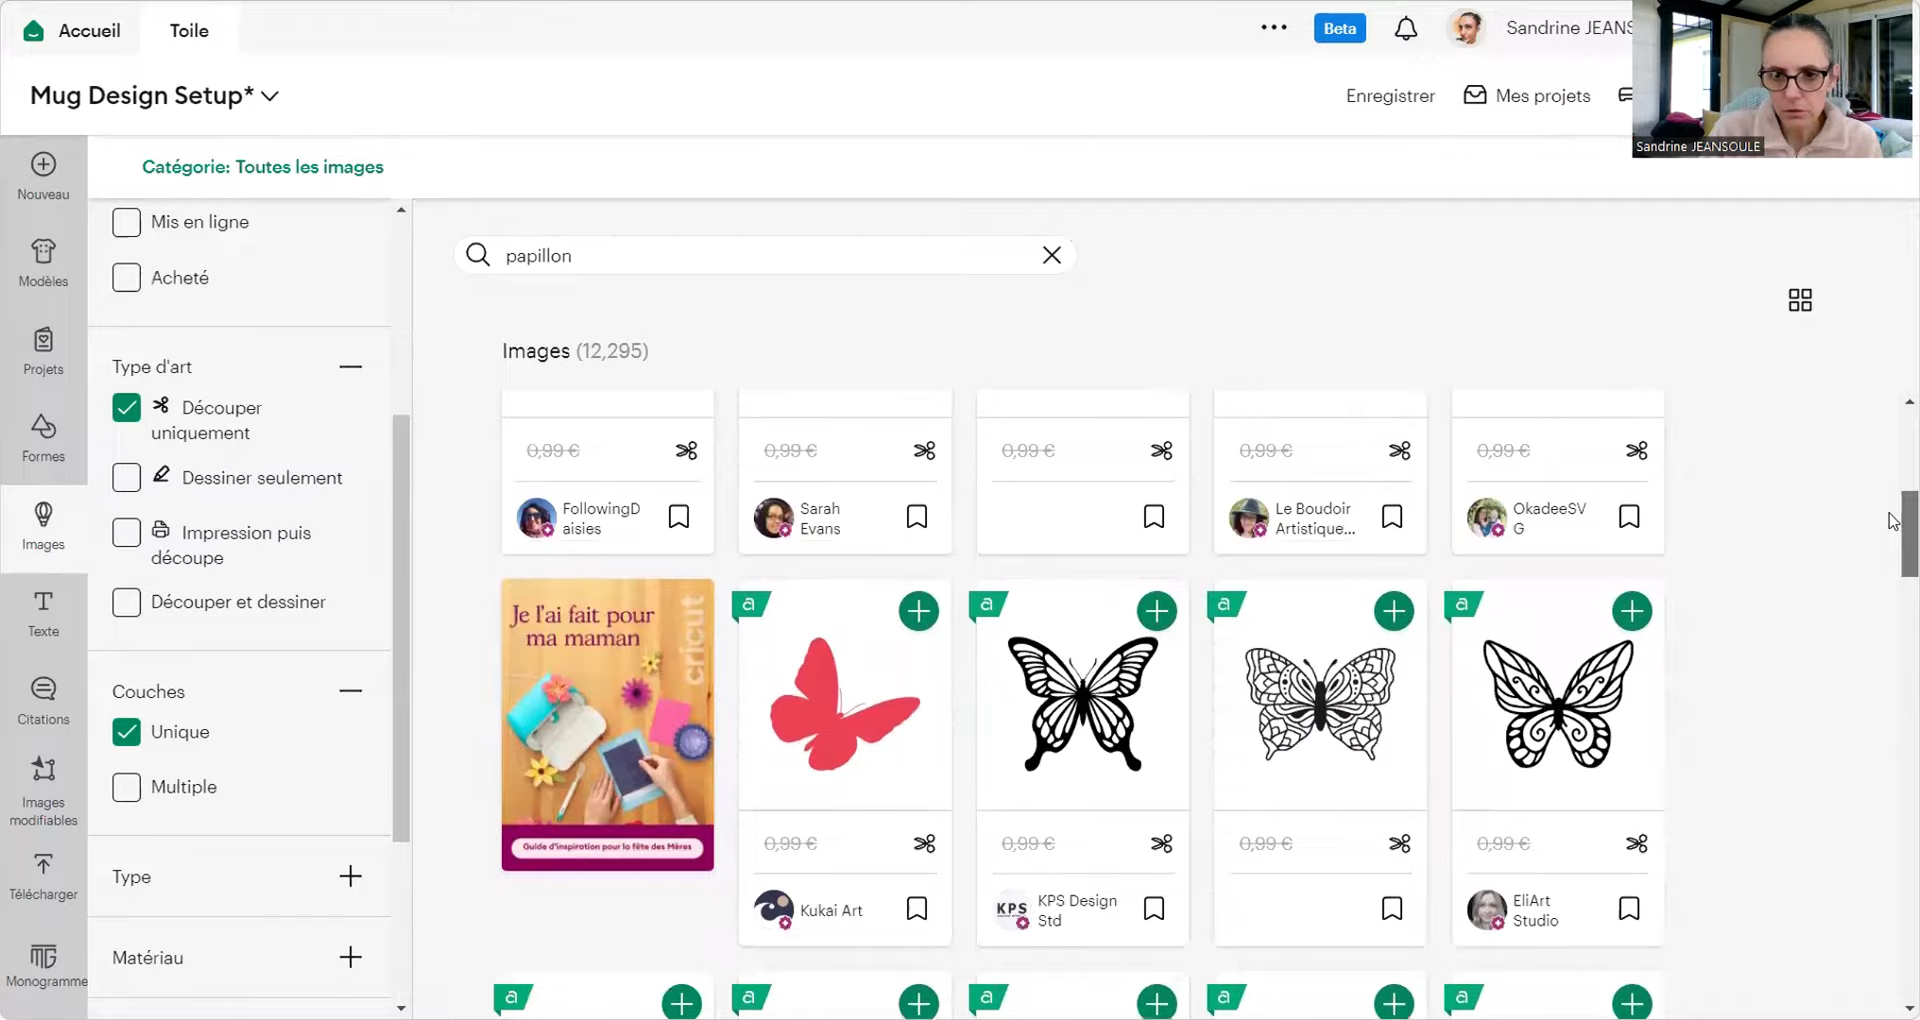 Accueil
Toile
Beta
Sandrine JEANS
Mug Design Setup*
Enregistrer
Mes projets
Sandrine JEANSOULE
Catégorie: Toutes les images
Nouveau
Modèles
Projets
Formes
Images
Texte
Citations
Images
modifiables
Télécharger
Monogramme
Mis en ligne
Acheté
Type d'art
Découper
uniquement
Dessiner seulement
Impression puis
découpe
Découper et dessiner
Couches
Unique
Multiple
Type
Matériau
papillon
Images (12,295)
0,99 €
0,99 €
0,99 €
0,99 €
0,99 €
FollowingD
aisies
Sarah
Evans
Le Boudoir
Artistique...
OkadeeSV
G
Je l'ai fait pour
ma maman
cricut
Guide d'inspiration pour la fête des Mères
a
a
a
a
0,99 €
0,99 €
0,99 €
0,99 €
Kukai Art
KPS
KPS Design
Std
EliArt
Studio
a
a
a
a
a